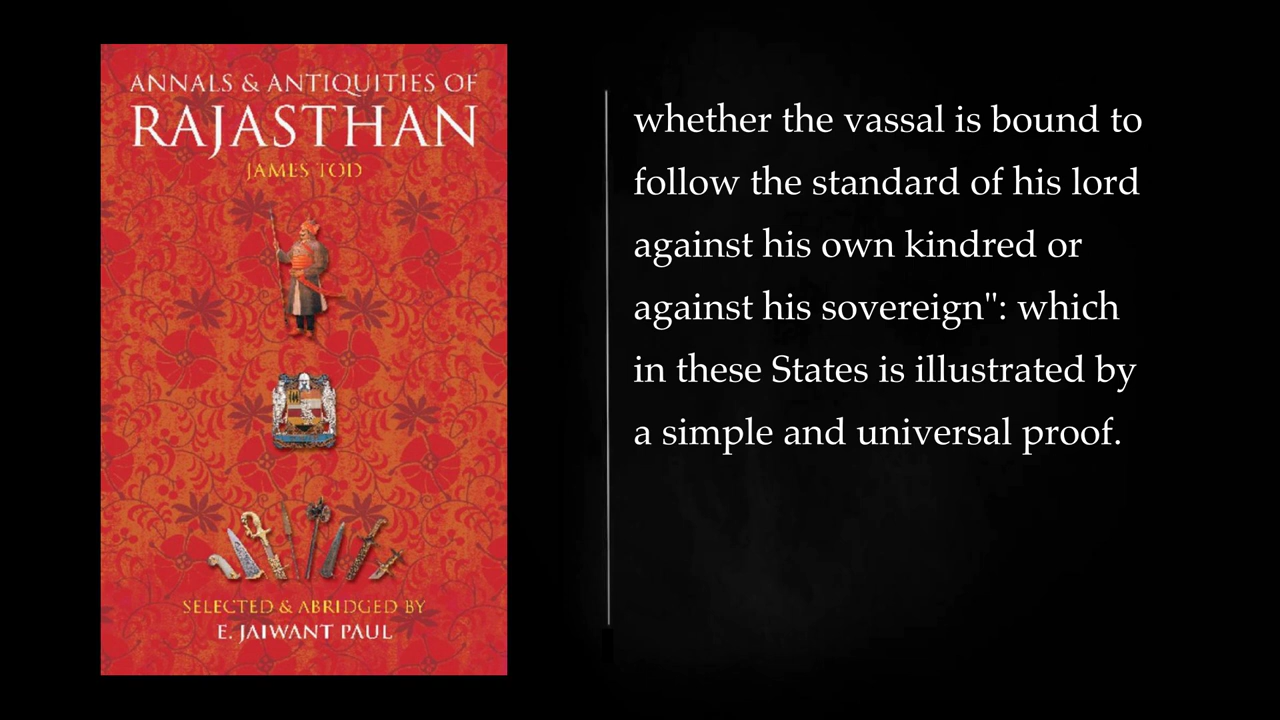 ANNALS & ANTIQUITIES OF
RAJASTHAN
JAMES TOD
SELECTED & ABRIDGED BY
E. JAIWANT PAUL
whether the vassal is bound to
follow the standard of his lord
against his own kindred or
against his sovereign": which
in these States is illustrated by
a simple and universal proof.